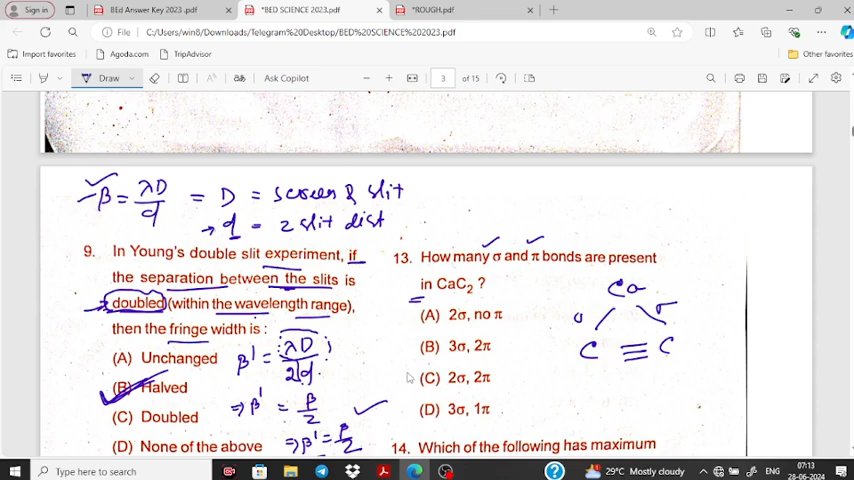 Sign in
BEd Answer Key 2023 .pdf
*BED SCIENCE 2023.pdf
*ROUGH.pdf
File
C:/Users/win8/Downloads/Telegram%20Desktop/BED%20SCIENCE%202023.pdf
Import favorites
Agoda.com
TripAdvisor
Other favorites
Draw
Ask Copilot
3
of 15
β = λD/d = D = screen & slit
→ d = 2 slit dist
9. In Young's double slit experiment, if
the separation between the slits is
doubled (within the wavelength range),
then the fringe width is :
(A) Unchanged
(B) Halved
(C) Doubled
(D) None of the above
β' = λD/2d
⇒ β' = β/2
⇒ β' = β/2
13. How many σ and π bonds are present
in CaC₂ ?
(A) 2σ, no π
(B) 3σ, 2π
(C) 2σ, 2π
(D) 3σ, 1π
Ca
σ σ
C ≡ C
14. Which of the following has maximum
Type here to search
29°C Mostly cloudy
ENG
07:13
28-06-2024